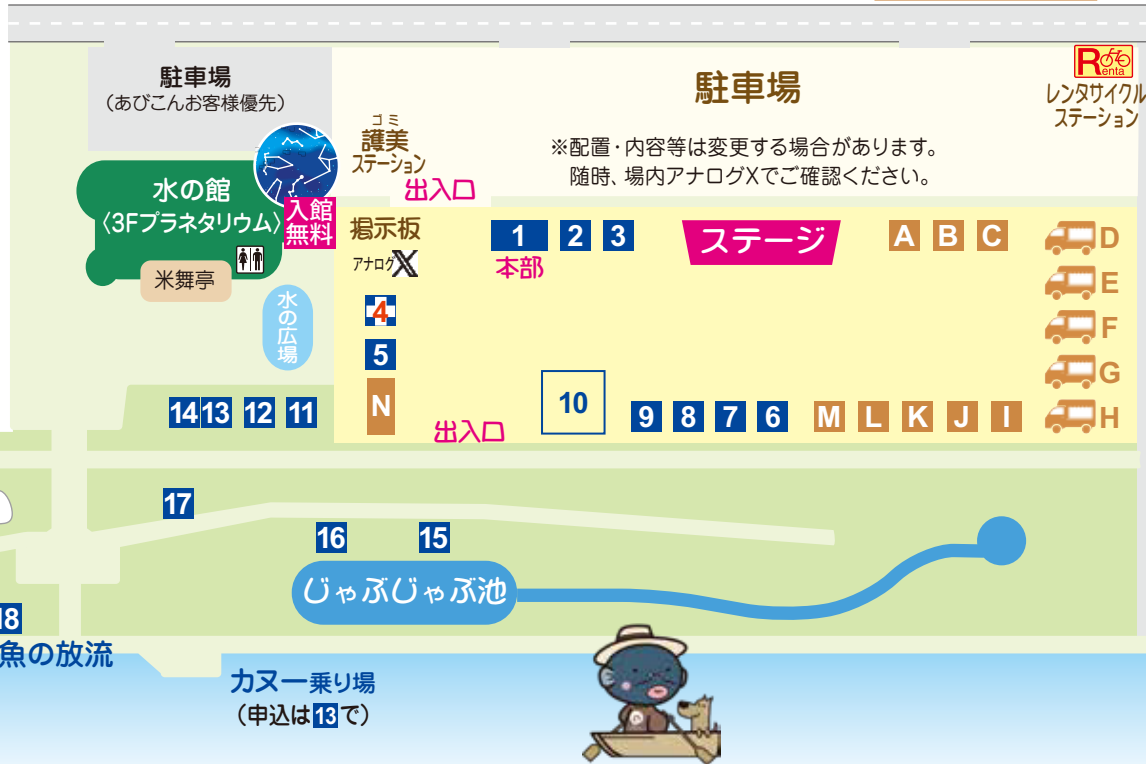 駐車場
(あびこんお客様優先)
駐車場
Renta
レンタサイクル
ステーション
ゴミ
護美
ステーション
※配置・内容等は変更する場合があります。
随時、場内アナログXでご確認ください。
出入口
水の館
〈3Fプラネタリウム〉
入館
無料
米舞亭
水の広場
掲示板
アナログX
1
本部
2
3
ステージ
A
B
C
D
E
F
G
H
4
5
N
出入口
10
9
8
7
6
M
L
K
J
I
14
13
12
11
17
16
15
じゃぶじゃぶ池
18
魚の放流
カヌー乗り場
(申込は13で)